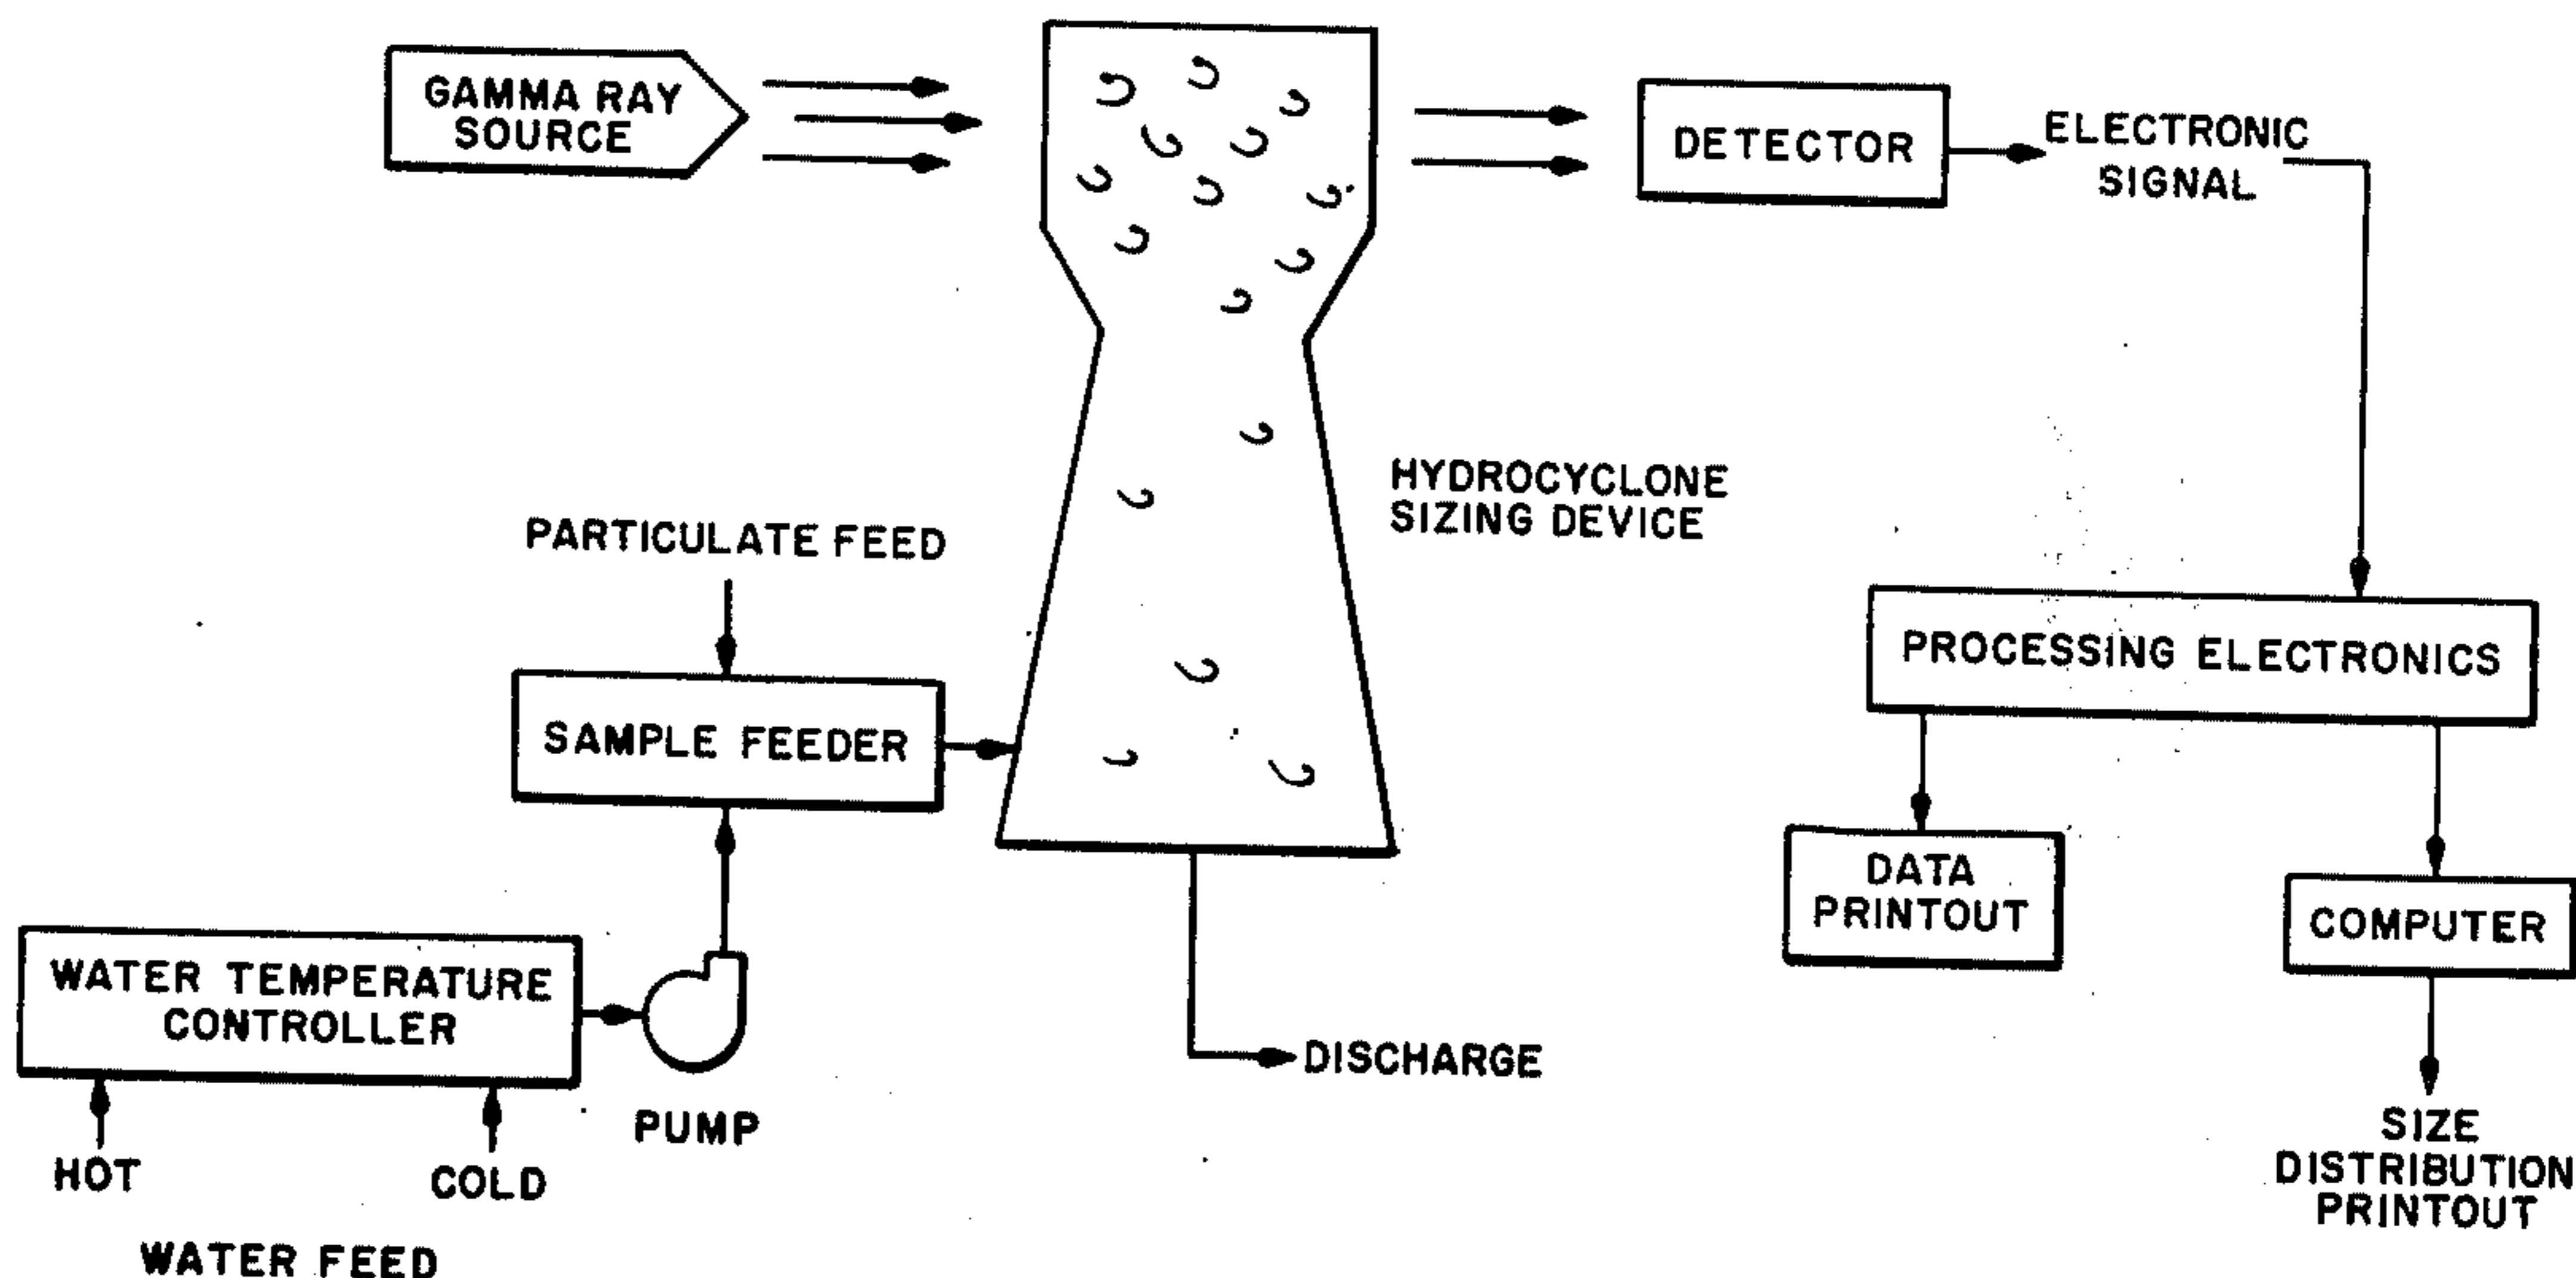 GAMMA RAY
SOURCE
DETECTOR
ELECTRONIC
SIGNAL
HYDROCYCLONE
SIZING DEVICE
PARTICULATE FEED
SAMPLE FEEDER
PROCESSING ELECTRONICS
DATA
PRINTOUT
COMPUTER
WATER TEMPERATURE
CONTROLLER
PUMP
DISCHARGE
HOT
COLD
SIZE
DISTRIBUTION
PRINTOUT
WATER FEED